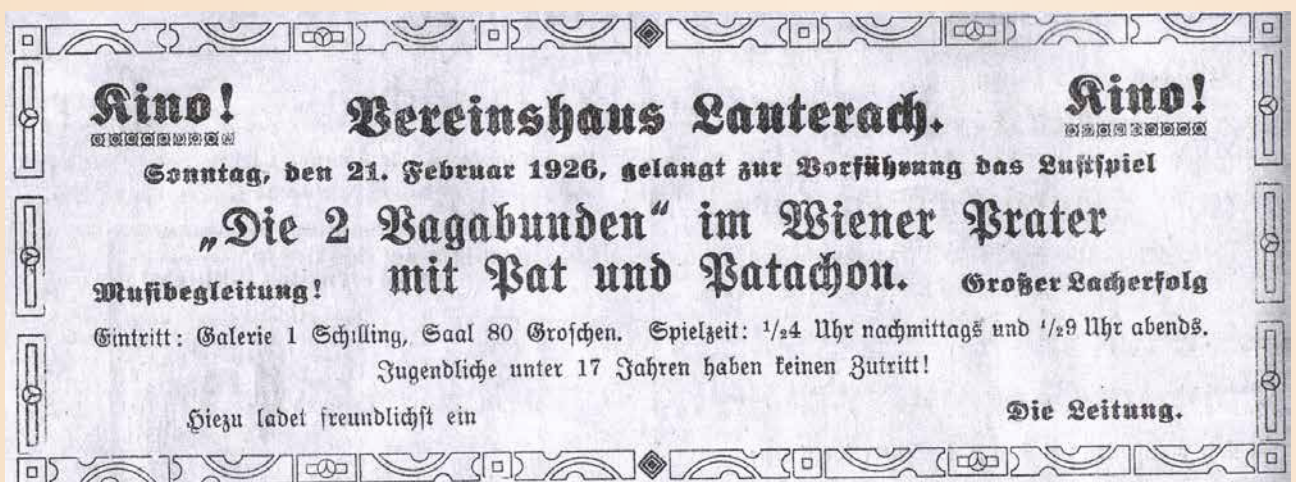 Kino! Vereinshaus Lauterach. Kino!
Sonntag, den 21. Februar 1926, gelangt zur Vorführung das Lustspiel
„Die 2 Vagabunden“ im Wiener Prater
Musibegleitung! mit Pat und Patachon. Großer Lacherfolg
Eintritt: Galerie 1 Schilling, Saal 80 Groschen. Spielzeit: 1/24 Uhr nachmittags und 1/29 Uhr abends.
Jugendliche unter 17 Jahren haben keinen Zutritt!
Hiezu ladet freundlichst ein Die Leitung.